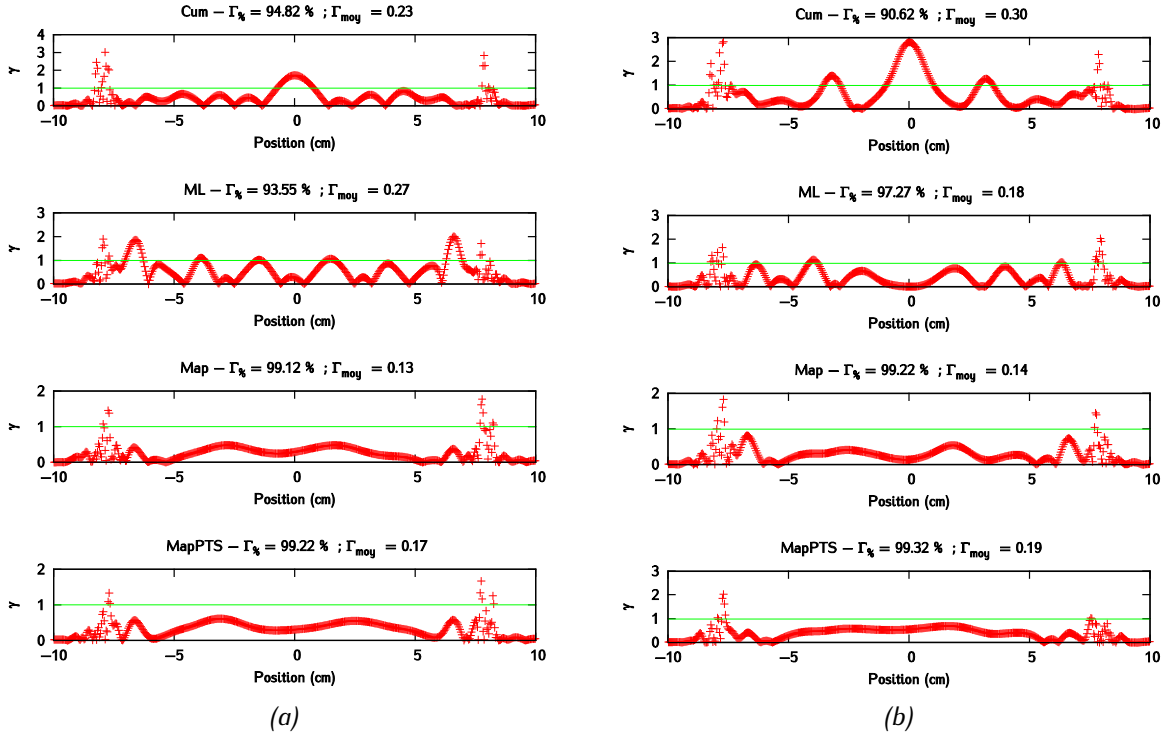 Cum – Γ% = 94.82 % ; Γmoy = 0.23
4
3
2
1
0
γ
−10
−5
0
5
10
Position (cm)
ML – Γ% = 93.55 % ; Γmoy = 0.27
3
2
1
0
γ
−10
−5
0
5
10
Position (cm)
Map – Γ% = 99.12 % ; Γmoy = 0.13
2
1
0
γ
−10
−5
0
5
10
Position (cm)
MapPTS – Γ% = 99.22 % ; Γmoy = 0.17
2
1
0
γ
−10
−5
0
5
10
Position (cm)
(a)
Cum – Γ% = 90.62 % ; Γmoy = 0.30
3
2
1
0
γ
−10
−5
0
5
10
Position (cm)
ML – Γ% = 97.27 % ; Γmoy = 0.18
3
2
1
0
γ
−10
−5
0
5
10
Position (cm)
Map – Γ% = 99.22 % ; Γmoy = 0.14
2
1
0
γ
−10
−5
0
5
10
Position (cm)
MapPTS – Γ% = 99.32 % ; Γmoy = 0.19
3
2
1
0
γ
−10
−5
0
5
10
Position (cm)
(b)